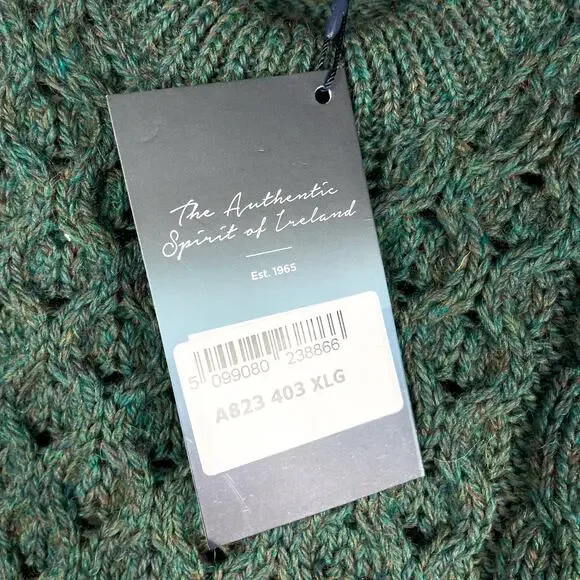 The Authentic
Spirit of Ireland
Est. 1965
5 099080 238866
A823 403 XLG